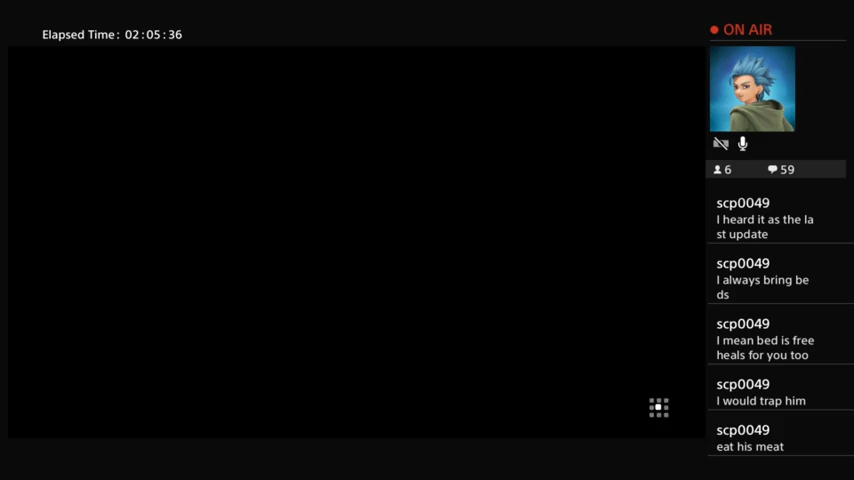 Elapsed Time: 02:05:36
ON AIR
6 59
scp0049
I heard it as the la
st update
scp0049
I always bring be
ds
scp0049
I mean bed is free
heals for you too
scp0049
I would trap him
scp0049
eat his meat